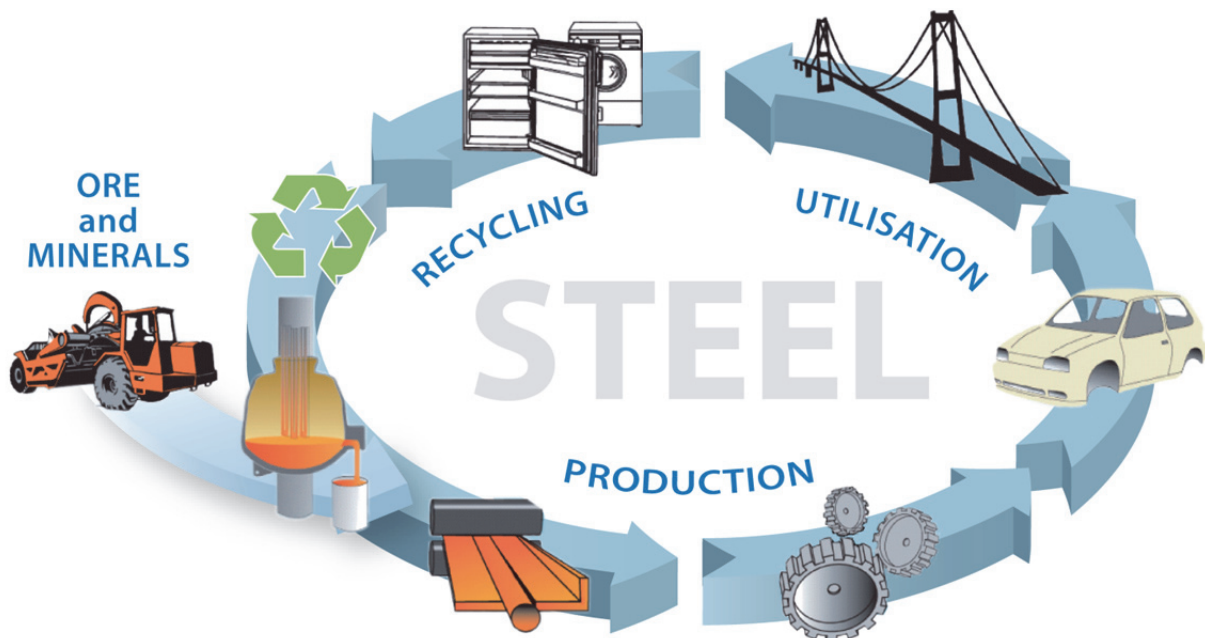 ORE
and
MINERALS
RECYCLING
UTILISATION
STEEL
PRODUCTION